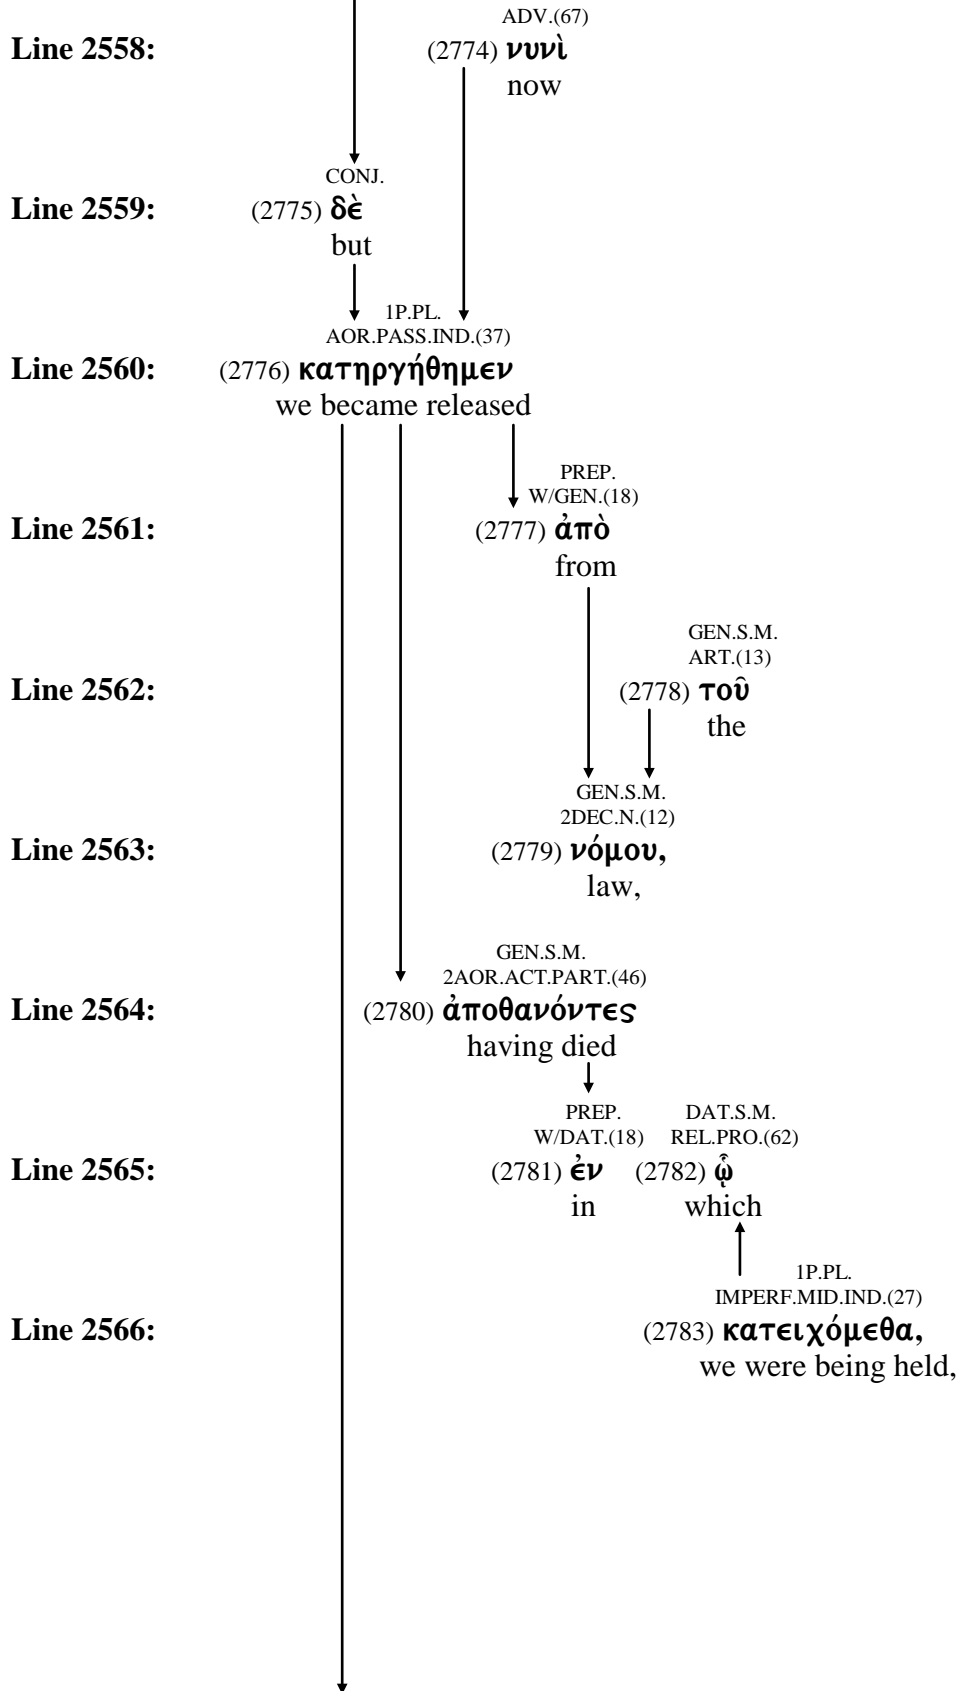 ADV.(67)
Line 2558: (2774) νυνὶ
now
CONJ.
Line 2559: (2775) δὲ
but
1P.PL.
AOR.PASS.IND.(37)
Line 2560: (2776) κατηργήθημεν
we became released
PREP.
W/GEN.(18)
Line 2561: (2777) ἀπὸ
from
GEN.S.M.
ART.(13)
Line 2562: (2778) τοῦ
the
GEN.S.M.
2DEC.N.(12)
Line 2563: (2779) νόμου,
law,
GEN.S.M.
2AOR.ACT.PART.(46)
Line 2564: (2780) ἀποθανόντες
having died
PREP. DAT.S.M.
W/DAT.(18) REL.PRO.(62)
Line 2565: (2781) ἐν (2782) ᾧ
in which
1P.PL.
IMPERF.MID.IND.(27)
Line 2566: (2783) κατειχόμεθα,
we were being held,